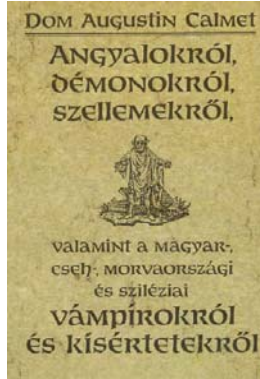 Dom Augustin Calmet
Angyalokról,
démonokról,
szellemekről,
valamint a magyar-,
cseh-, morvaországi
és sziléziai
vámpírokról
és kísértetekről